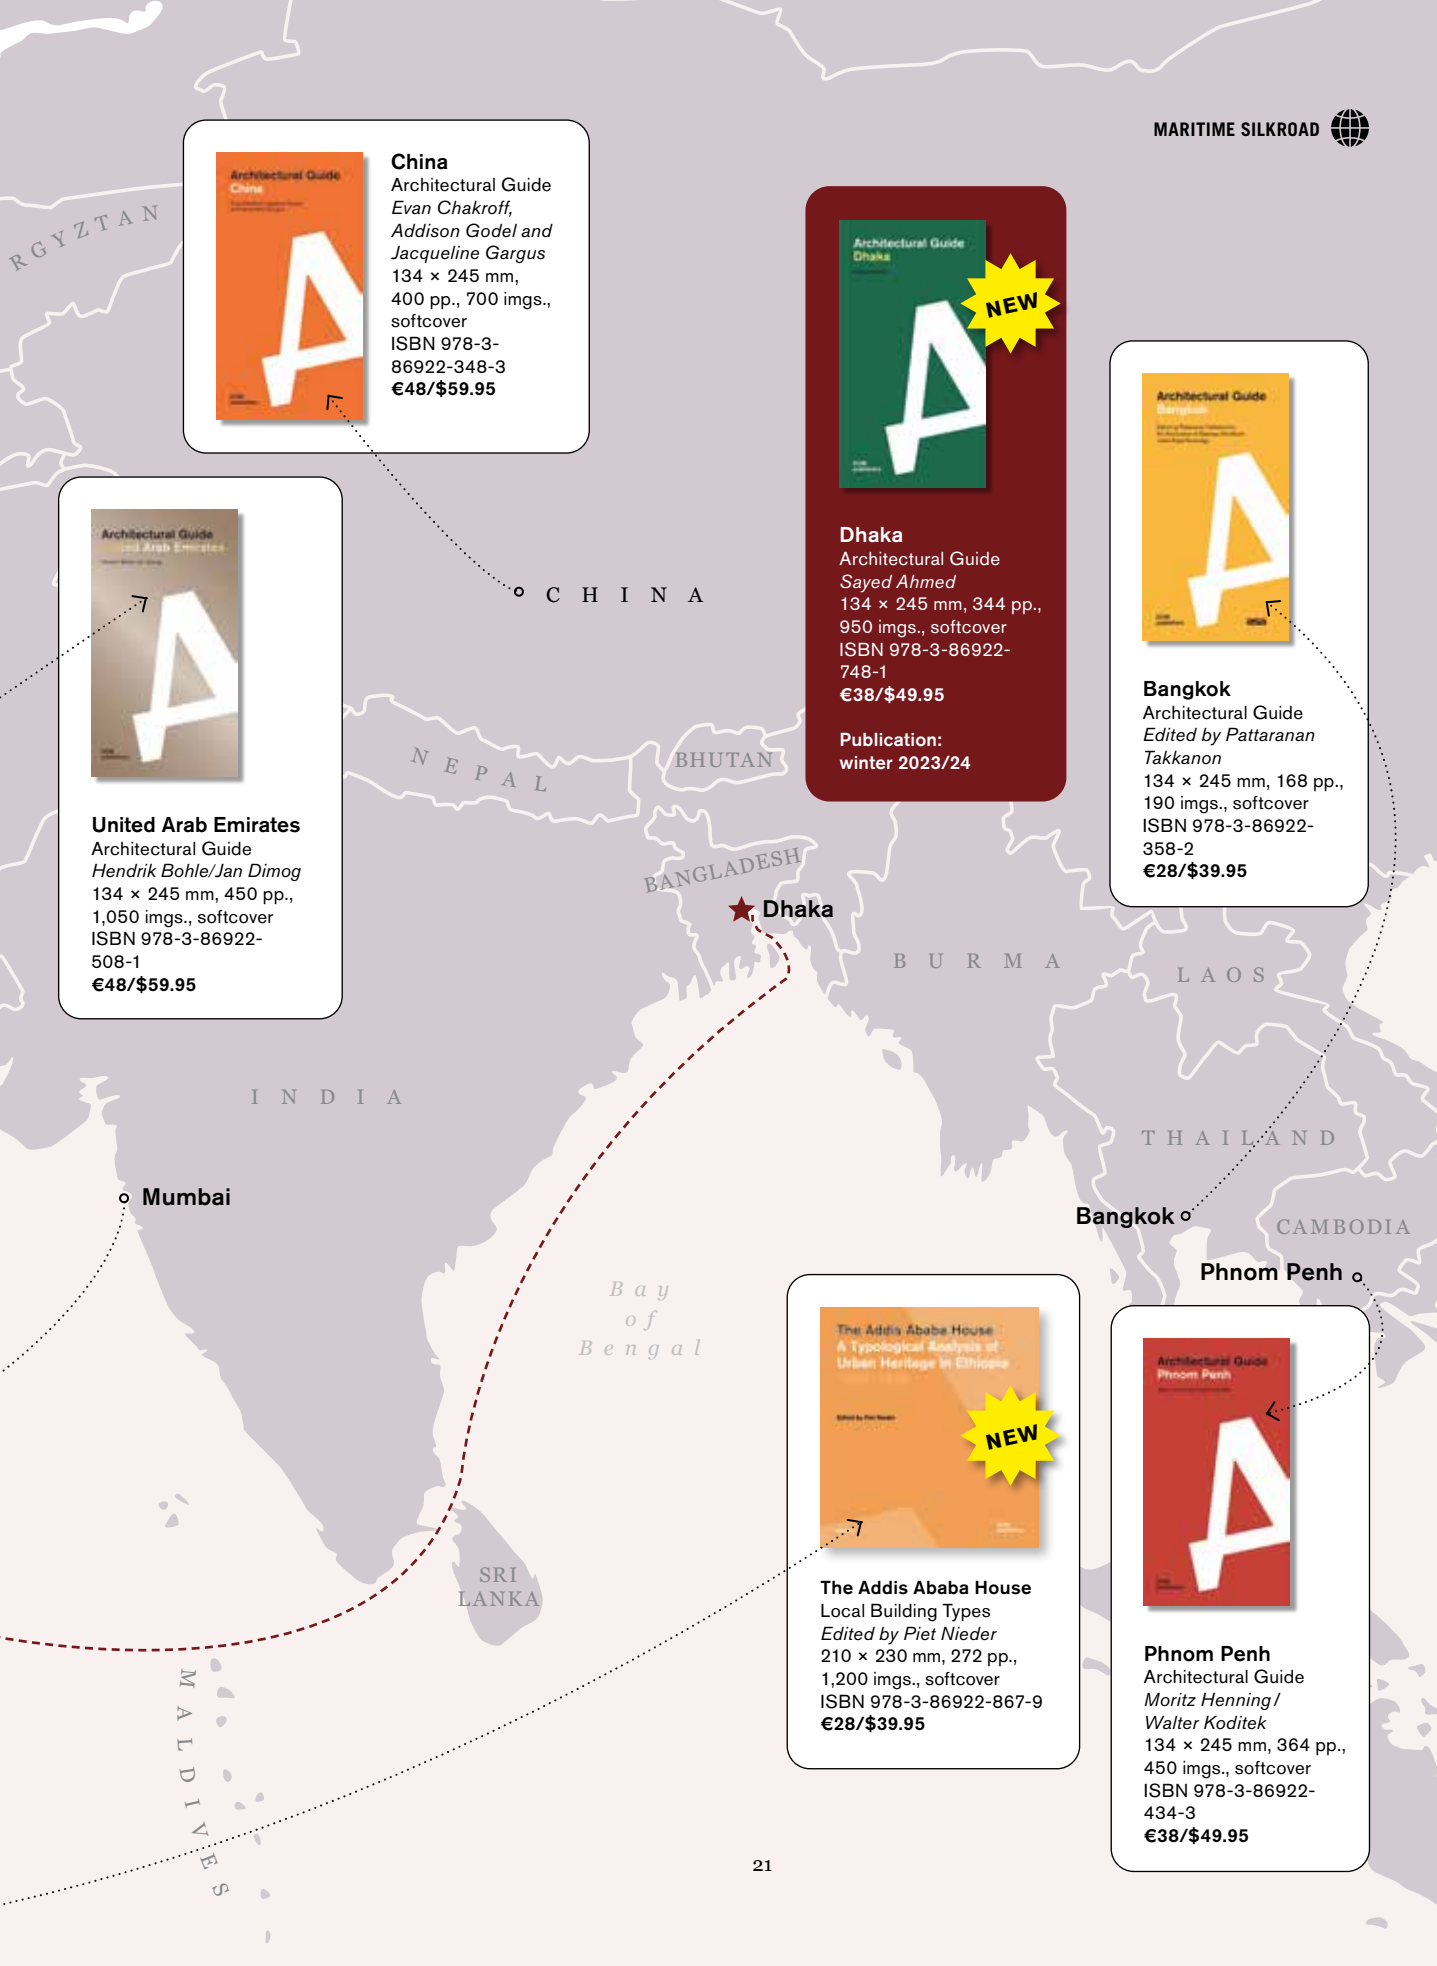 MARITIME SILKROAD
RGYZTAN
Architectural Guide
China
China
Architectural Guide
Evan Chakroff,
Addison Godel and
Jacqueline Gargus
134 × 245 mm,
400 pp., 700 imgs.,
softcover
ISBN 978-3-
86922-348-3
€48/$59.95
Architectural Guide
Dhaka
NEW
Dhaka
Architectural Guide
Sayed Ahmed
134 × 245 mm, 344 pp.,
950 imgs., softcover
ISBN 978-3-86922-
748-1
€38/$49.95
Publication:
winter 2023/24
Architectural Guide
Bangkok
Bangkok
Architectural Guide
Edited by Pattaranan
Takkanon
134 × 245 mm, 168 pp.,
190 imgs., softcover
ISBN 978-3-86922-
358-2
€28/$39.95
Architectural Guide
United Arab Emirates
United Arab Emirates
Architectural Guide
Hendrik Bohle/Jan Dimog
134 × 245 mm, 450 pp.,
1,050 imgs., softcover
ISBN 978-3-86922-
508-1
€48/$59.95
CHINA
NEPAL
BHUTAN
BANGLADESH
Dhaka
BURMA
LAOS
INDIA
THAILAND
Mumbai
Bangkok
CAMBODIA
Phnom Penh
Bay
of
Bengal
The Addis Ababa House
A Typological Analysis of
Urban Heritage in Ethiopia
Edited by Piet Nieder
NEW
The Addis Ababa House
Local Building Types
Edited by Piet Nieder
210 × 230 mm, 272 pp.,
1,200 imgs., softcover
ISBN 978-3-86922-867-9
€28/$39.95
Architectural Guide
Phnom Penh
Phnom Penh
Architectural Guide
Moritz Henning/
Walter Koditek
134 × 245 mm, 364 pp.,
450 imgs., softcover
ISBN 978-3-86922-
434-3
€38/$49.95
SRI
LANKA
MALDIVES
21